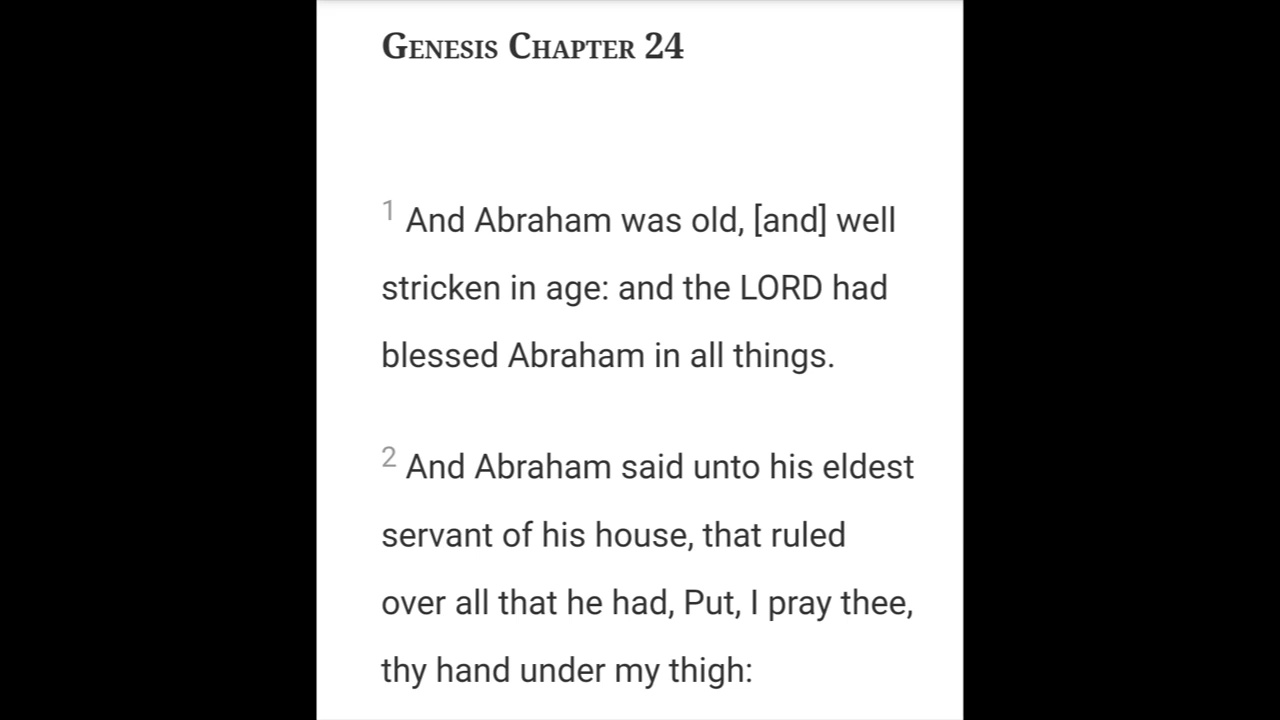 Genesis Chapter 24
1 And Abraham was old, [and] well
stricken in age: and the LORD had
blessed Abraham in all things.
2 And Abraham said unto his eldest
servant of his house, that ruled
over all that he had, Put, I pray thee,
thy hand under my thigh: